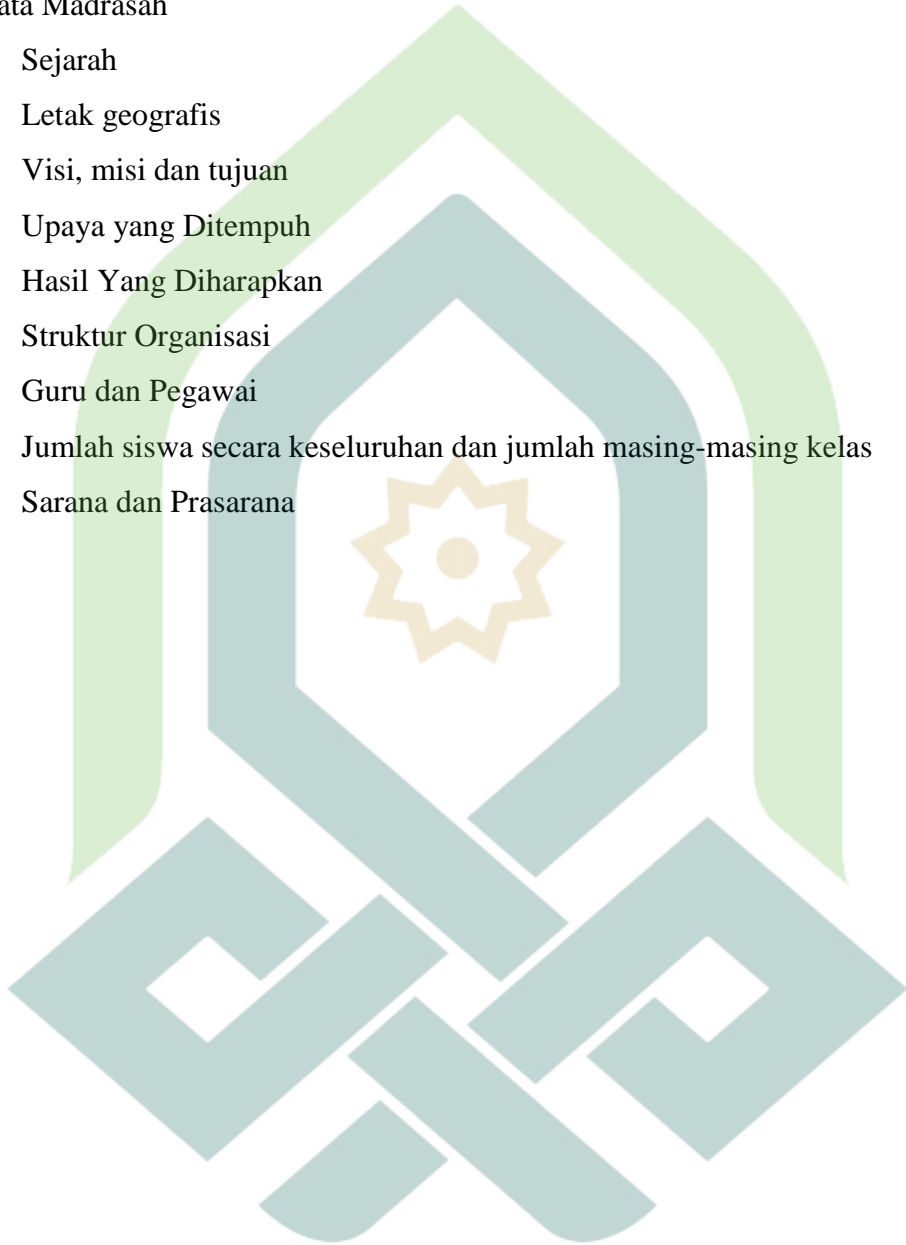 ata Madrasah
Sejarah
Letak geografis
Visi, misi dan tujuan
Upaya yang Ditempuh
Hasil Yang Diharapkan
Struktur Organisasi
Guru dan Pegawai
Jumlah siswa secara keseluruhan dan jumlah masing-masing kelas
Sarana dan Prasarana